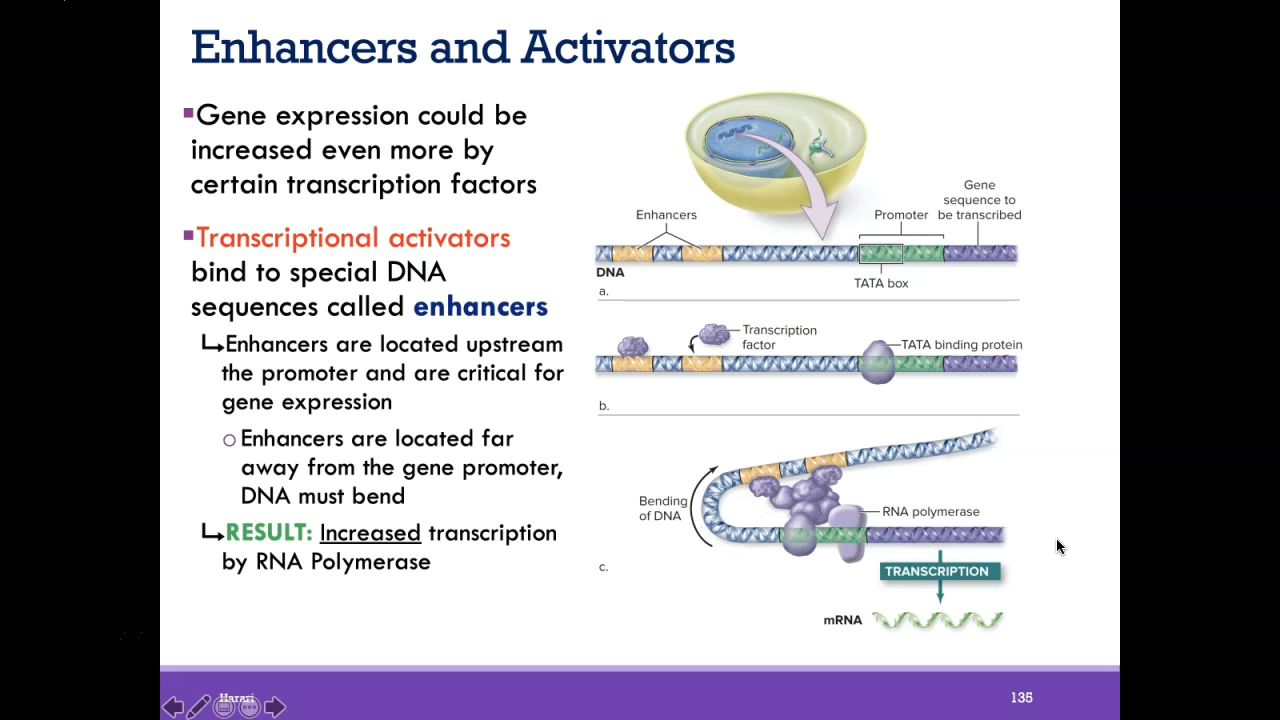 Enhancers and Activators
Gene expression could be
increased even more by
certain transcription factors
Transcriptional activators
bind to special DNA
sequences called enhancers
Enhancers are located upstream
the promoter and are critical for
gene expression
Enhancers are located far
away from the gene promoter,
DNA must bend
RESULT: Increased transcription
by RNA Polymerase
Enhancers
Promoter
Gene
sequence to
be transcribed
DNA
TATA box
a.
Transcription
factor
TATA binding protein
b.
Bending
of DNA
RNA polymerase
c.
TRANSCRIPTION
mRNA
Harari
135